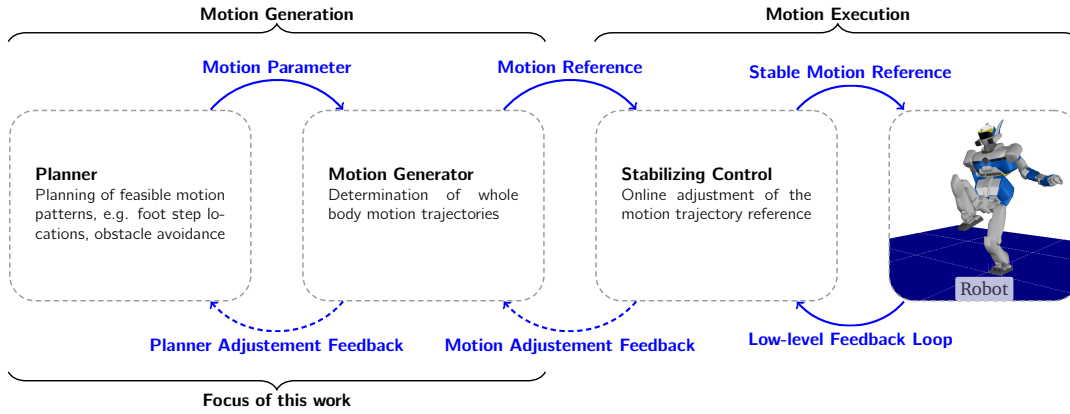 Motion Generation
Motion Execution
Motion Parameter
Motion Reference
Stable Motion Reference
Planner
Planning of feasible motion
patterns, e.g. foot step lo-
cations, obstacle avoidance
Motion Generator
Determination of whole
body motion trajectories
Stabilizing Control
Online adjustment of the
motion trajectory reference
Robot
Planner Adjustement Feedback
Motion Adjustement Feedback
Low-level Feedback Loop
Focus of this work